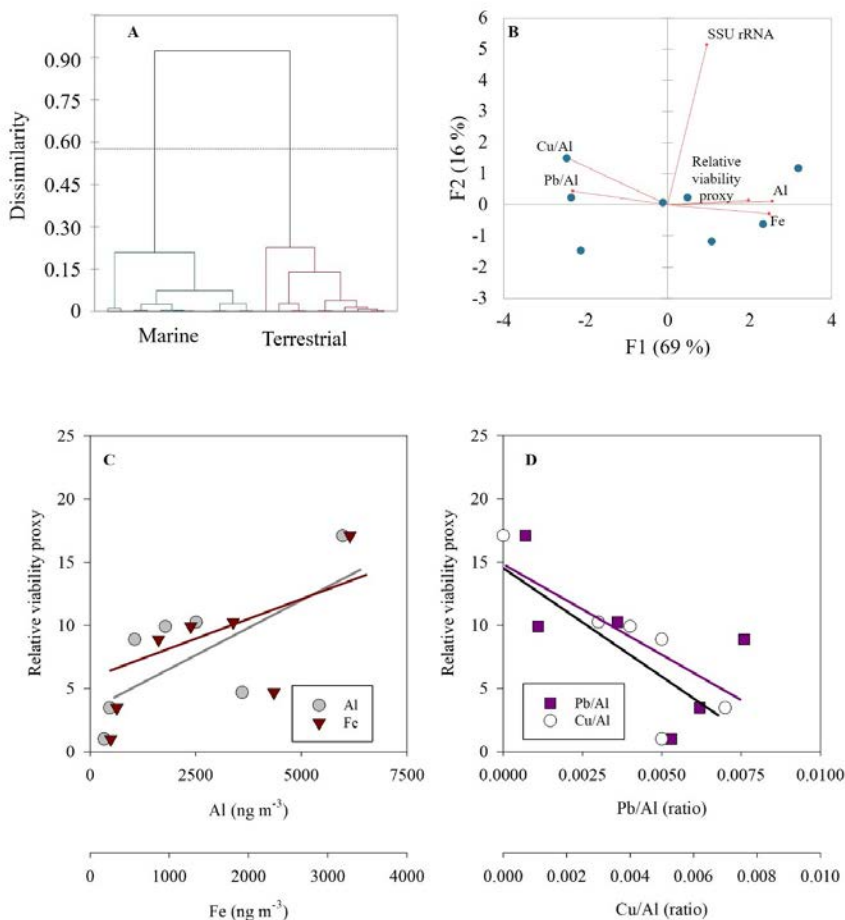 A
Dissimilarity
0.90
0.75
0.60
0.45
0.30
0.15
0
Marine
Terrestrial
B
F2 (16 %)
6
5
4
3
2
1
0
-1
-2
-3
SSU rRNA
Cu/Al
Pb/Al
Relative
viability
proxy
Al
Fe
-4
-2
0
2
4
F1 (69 %)
C
Relative viability proxy
25
20
15
10
5
0
Al
Fe
0
2500
5000
7500
Al (ng m⁻³)
0
1000
2000
3000
4000
Fe (ng m⁻³)
D
Relative viability proxy
25
20
15
10
5
0
Pb/Al
Cu/Al
0.0000
0.0025
0.0050
0.0075
0.0100
Pb/Al (ratio)
0.000
0.002
0.004
0.006
0.008
0.010
Cu/Al (ratio)